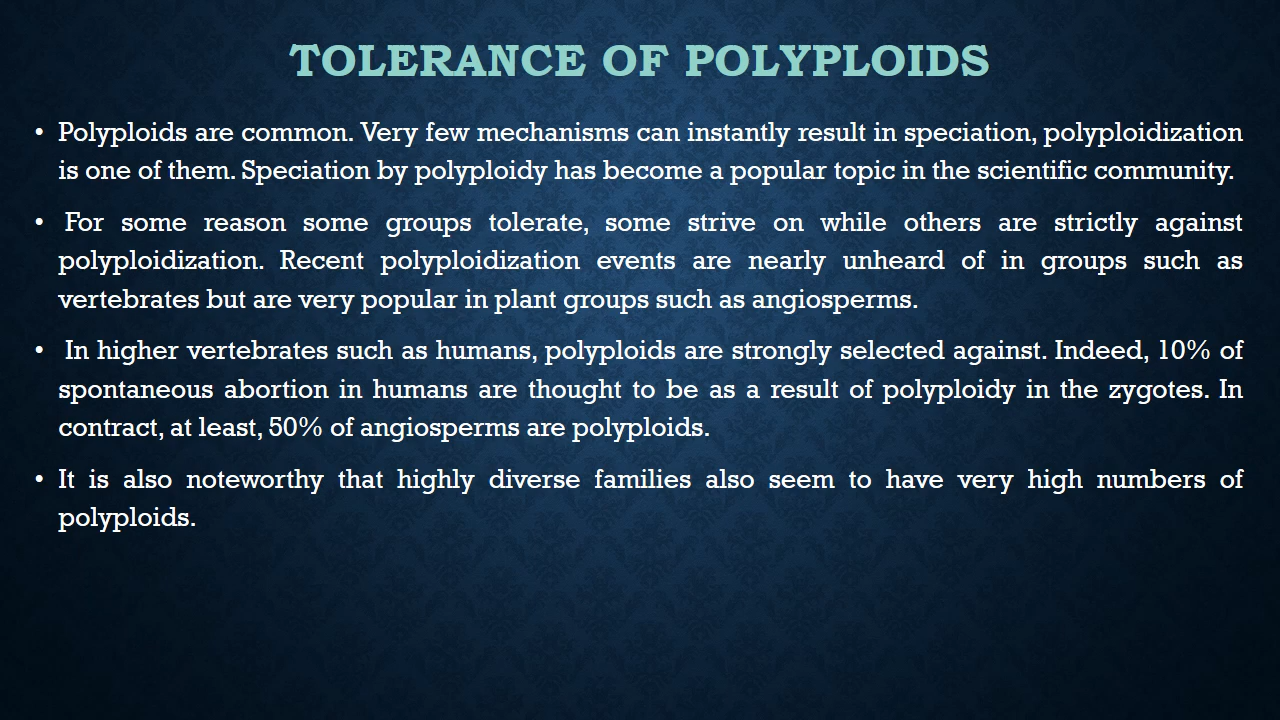 TOLERANCE OF POLYPLOIDS
• Polyploids are common. Very few mechanisms can instantly result in speciation, polyploidization
is one of them. Speciation by polyploidy has become a popular topic in the scientific community.
• For some reason some groups tolerate, some strive on while others are strictly against
polyploidization. Recent polyploidization events are nearly unheard of in groups such as
vertebrates but are very popular in plant groups such as angiosperms.
• In higher vertebrates such as humans, polyploids are strongly selected against. Indeed, 10% of
spontaneous abortion in humans are thought to be as a result of polyploidy in the zygotes. In
contract, at least, 50% of angiosperms are polyploids.
• It is also noteworthy that highly diverse families also seem to have very high numbers of
polyploids.